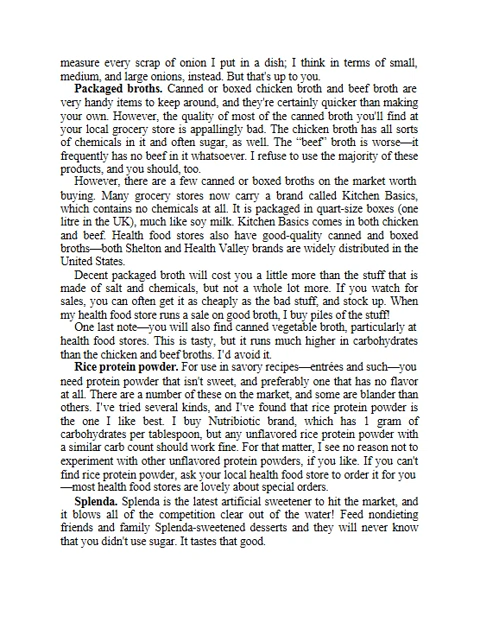 measure every scrap of onion I put in a dish; I think in terms of small,
medium, and large onions, instead. But that's up to you.
Packaged broths. Canned or boxed chicken broth and beef broth are
very handy items to keep around, and they're certainly quicker than making
your own. However, the quality of most of the canned broth you'll find at
your local grocery store is appallingly bad. The chicken broth has all sorts
of chemicals in it and often sugar, as well. The “beef” broth is worse—it
frequently has no beef in it whatsoever. I refuse to use the majority of these
products, and you should, too.
However, there are a few canned or boxed broths on the market worth
buying. Many grocery stores now carry a brand called Kitchen Basics,
which contains no chemicals at all. It is packaged in quart-size boxes (one
litre in the UK), much like soy milk. Kitchen Basics comes in both chicken
and beef. Health food stores also have good-quality canned and boxed
broths—both Shelton and Health Valley brands are widely distributed in the
United States.
Decent packaged broth will cost you a little more than the stuff that is
made of salt and chemicals, but not a whole lot more. If you watch for
sales, you can often get it as cheaply as the bad stuff, and stock up. When
my health food store runs a sale on good broth, I buy piles of the stuff!
One last note—you will also find canned vegetable broth, particularly at
health food stores. This is tasty, but it runs much higher in carbohydrates
than the chicken and beef broths. I'd avoid it.
Rice protein powder. For use in savory recipes—entrées and such—you
need protein powder that isn't sweet, and preferably one that has no flavor
at all. There are a number of these on the market, and some are blander than
others. I've tried several kinds, and I've found that rice protein powder is
the one I like best. I buy Nutribiotic brand, which has 1 gram of
carbohydrates per tablespoon, but any unflavored rice protein powder with
a similar carb count should work fine. For that matter, I see no reason not to
experiment with other unflavored protein powders, if you like. If you can't
find rice protein powder, ask your local health food store to order it for you
—most health food stores are lovely about special orders.
Splenda. Splenda is the latest artificial sweetener to hit the market, and
it blows all of the competition clear out of the water! Feed nondieting
friends and family Splenda-sweetened desserts and they will never know
that you didn't use sugar. It tastes that good.